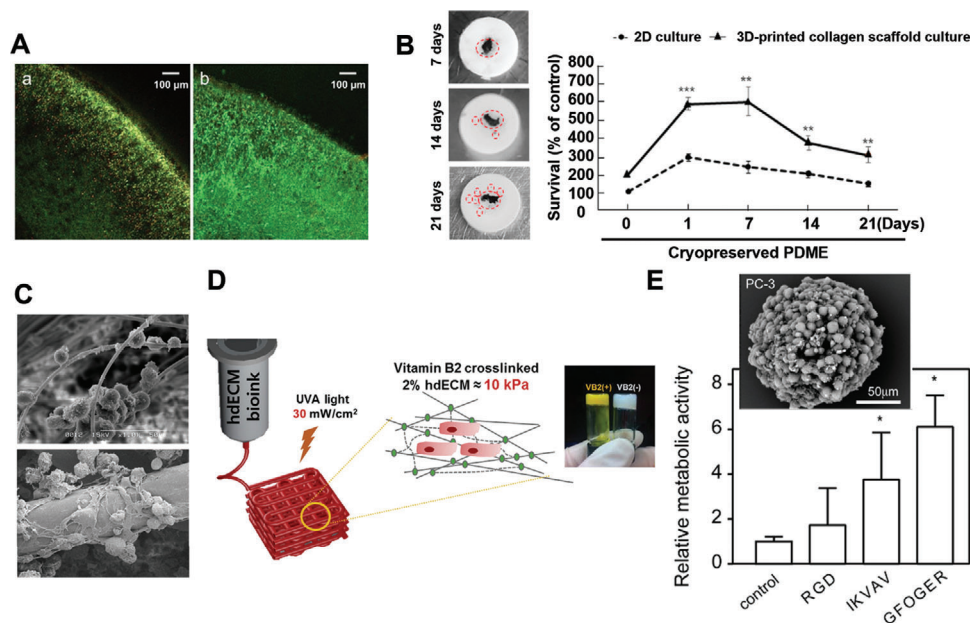 A
a
100 µm
b
100 µm
B
7 days
14 days
21 days
2D culture
3D-printed collagen scaffold culture
Survival (% of control)
800
700
600
500
400
300
200
100
0
***
**
**
**
0 1 7 14 21(Days)
Cryopreserved PDME
C
D
hdECM
bioink
UVA light
30 mW/cm²
Vitamin B2 crosslinked
2% hdECM ≈ 10 kPa
VB2(+) VB2(-)
E
PC-3
50µm
Relative metabolic activity
8
6
4
2
0
*
*
control
RGD
IKVAV
GFOGER